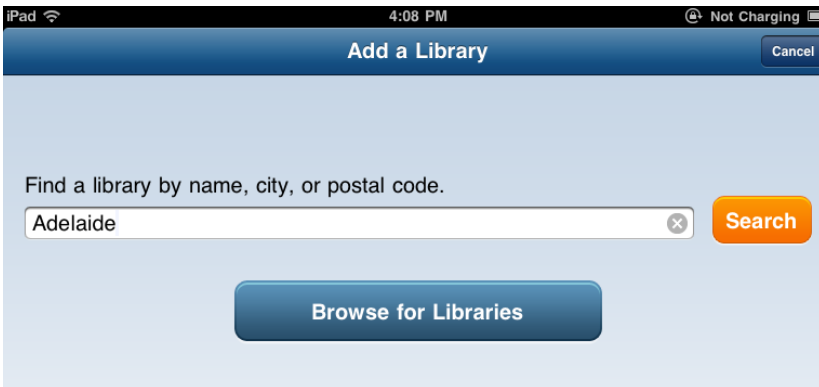 iPad 4:08 PM Not Charging
Add a Library Cancel
Find a library by name, city, or postal code.
Adelaide Search
Browse for Libraries